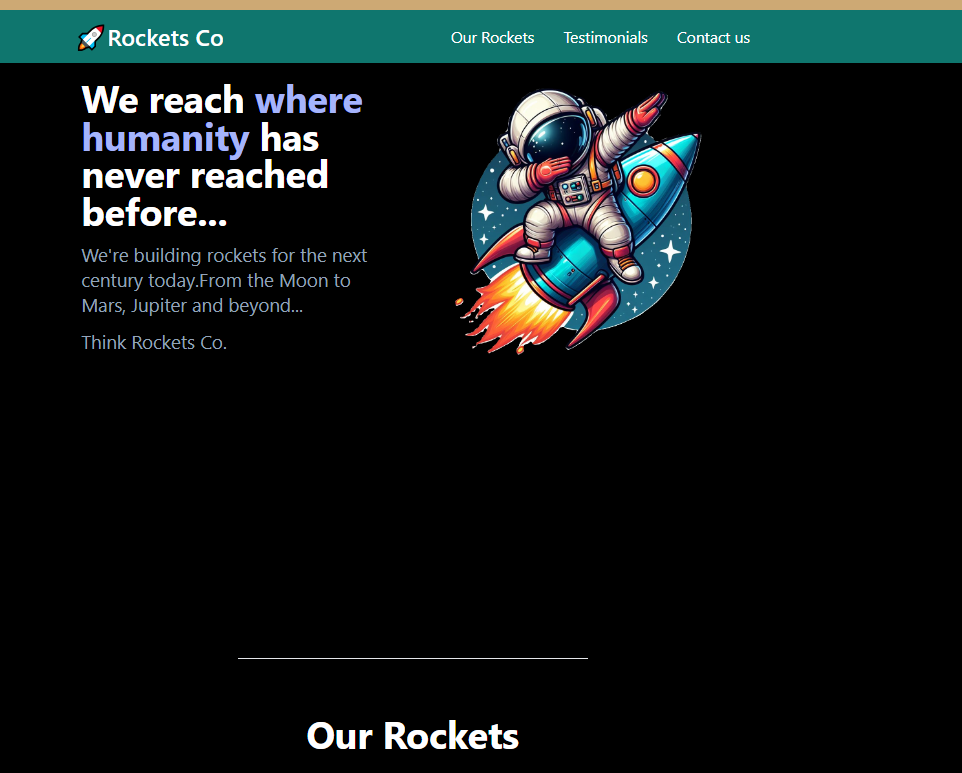 Rockets Co
Our Rockets
Testimonials
Contact us
We reach where
humanity has
never reached
before...
We're building rockets for the next
century today.From the Moon to
Mars, Jupiter and beyond...
Think Rockets Co.
Our Rockets